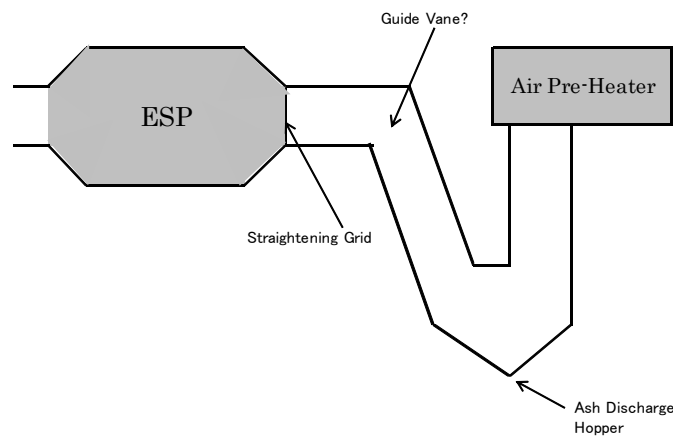 Guide Vane?
Air Pre-Heater
ESP
Straightening Grid
Ash Discharge
Hopper